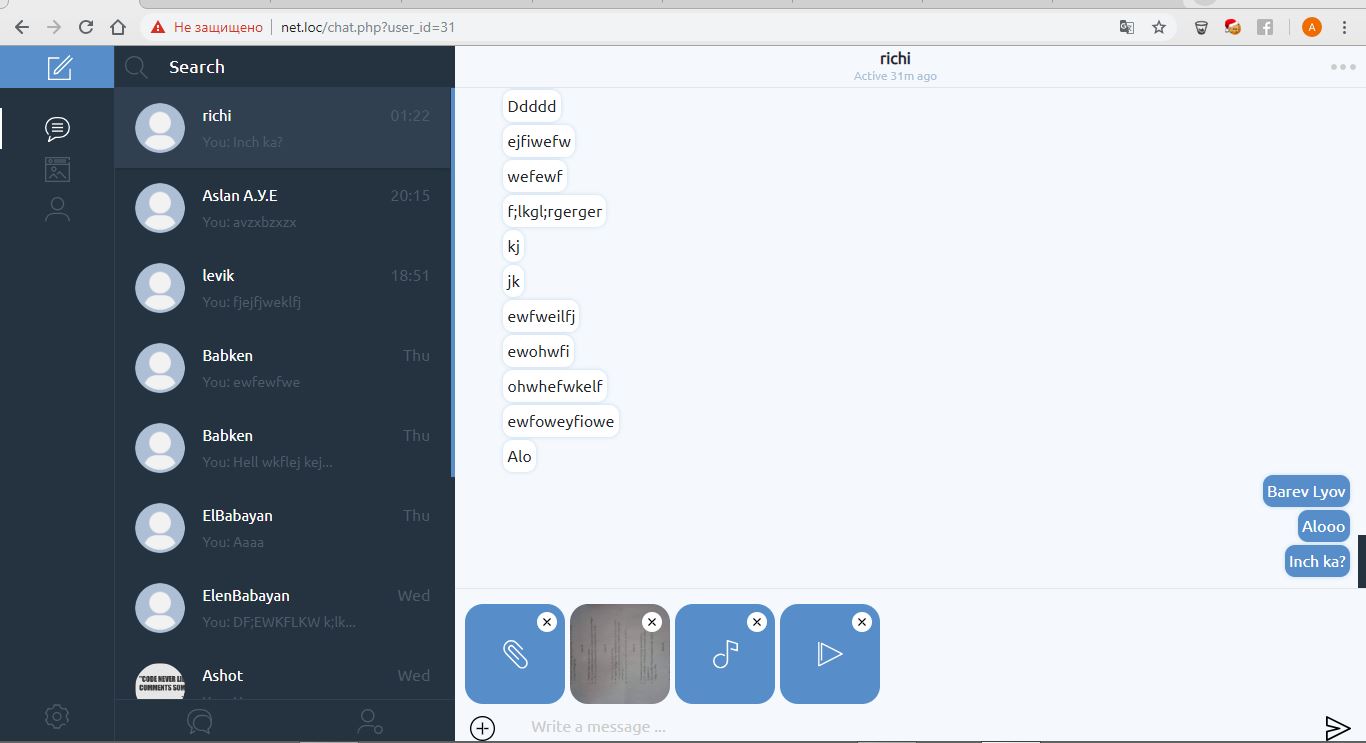 Не защищено
net.loc/chat.php?user_id=31
A
Search
richi
01:22
You: Inch ka?
Aslan А.У.Е
20:15
You: avzxbzxzx
levik
18:51
You: fjejfjweklfj
Babken
Thu
You: ewfewfwe
Babken
Thu
You: Hell wkflej kej...
ElBabayan
Thu
You: Aaaa
ElenBabayan
Wed
You: DF;EWKFLKW k;lk...
Ashot
Wed
richi
Active 31m ago
Ddddd
ejfiwefw
wefewf
f;lkgl;rgerger
kj
jk
ewfweilfj
ewohwfi
ohwhefwkelf
ewfoweyfiowe
Alo
Barev Lyov
Alooo
Inch ka?
Write a message ...